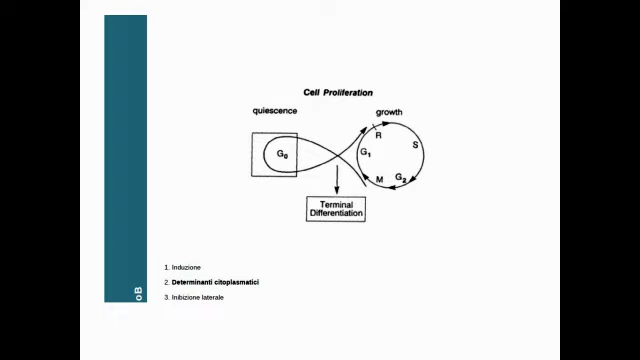 Cell Proliferation
quiescence
growth
R
S
G₀
G₁
M
G₂
Terminal
Differentiation
1. Induzione
2. Determinanti citoplasmatici
3. Inibizione laterale
oB